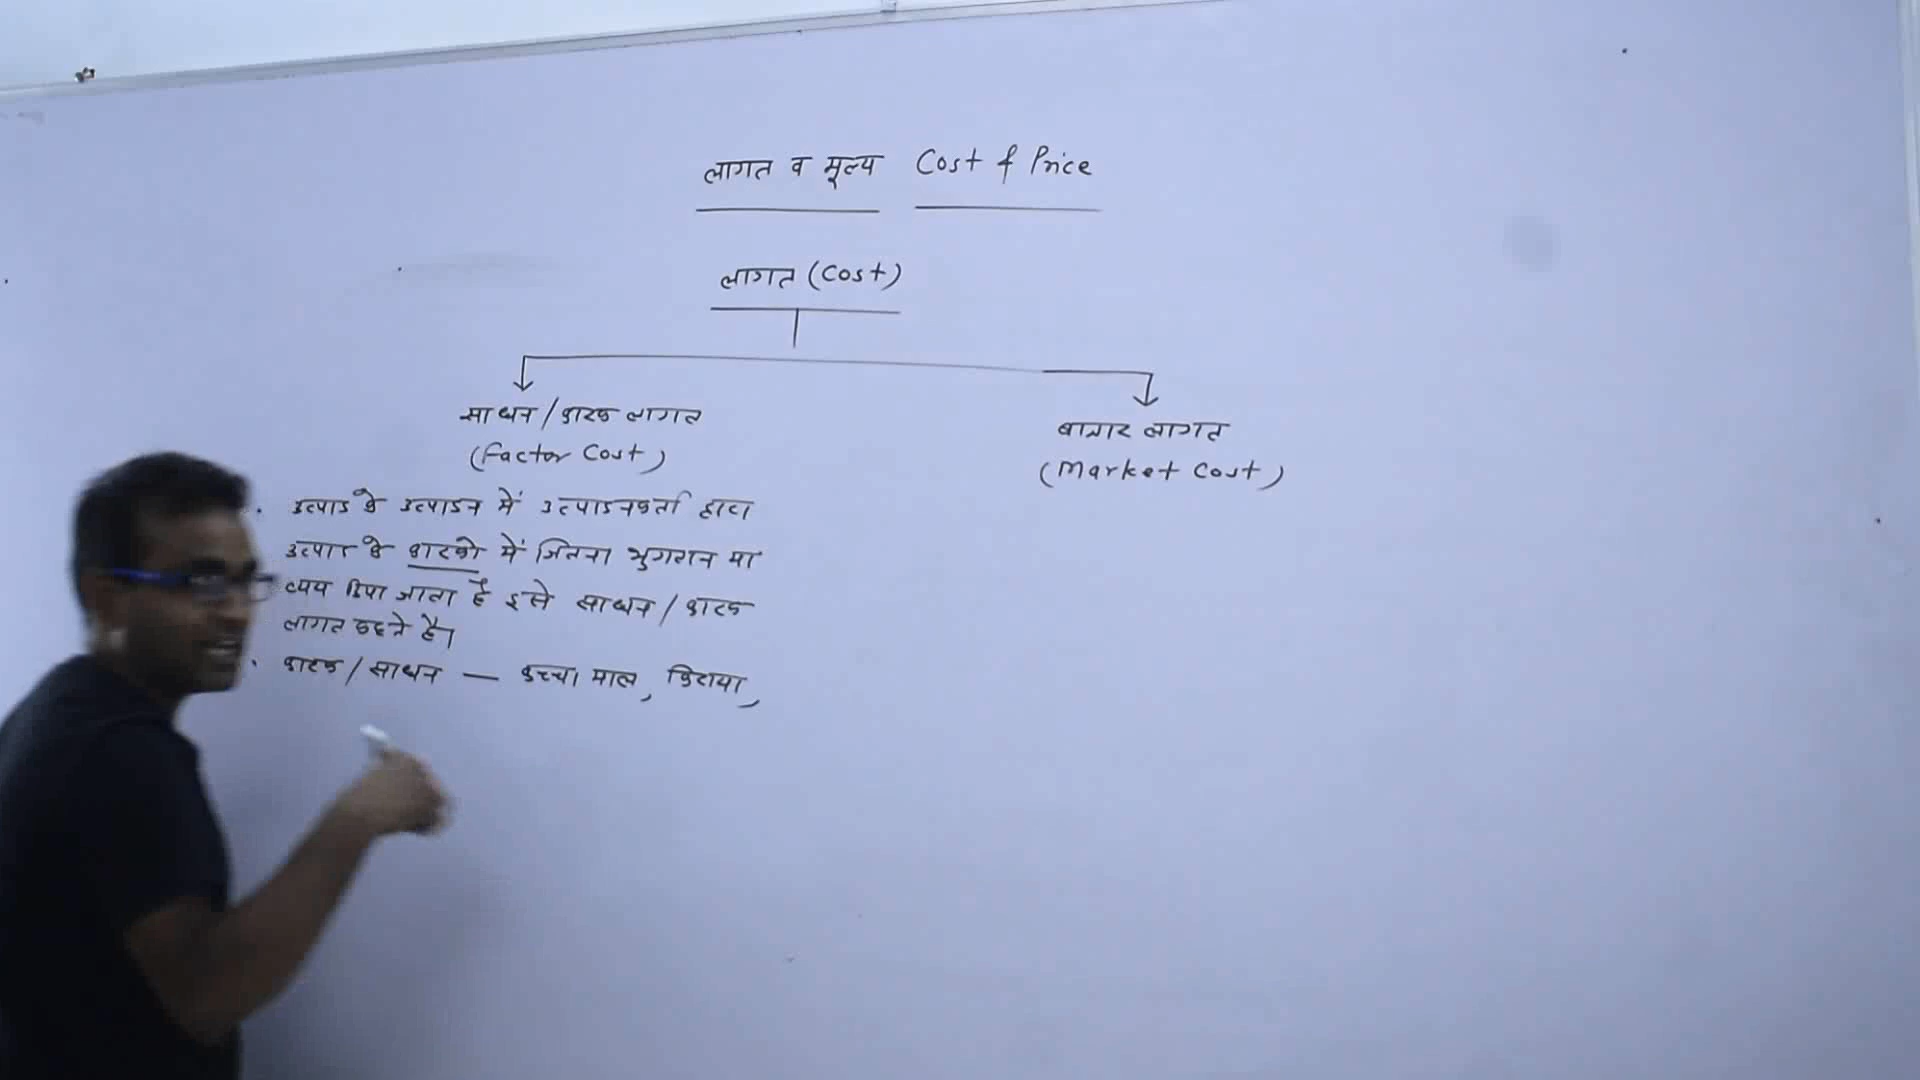 लागत व मूल्य Cost & Price
लागत (Cost)
साधन / कारक लागत
(Factor Cost)
बाजार लागत
(Market Cost)
. उत्पाद के उत्पादन में उत्पादनकर्ता द्वारा
उत्पाद के कारको में जितना भुगतान या
व्यय किया जाता है इसे साधन / कारक
लागत कहते है।
. कारक / साधन — कच्चा माल, किराया,